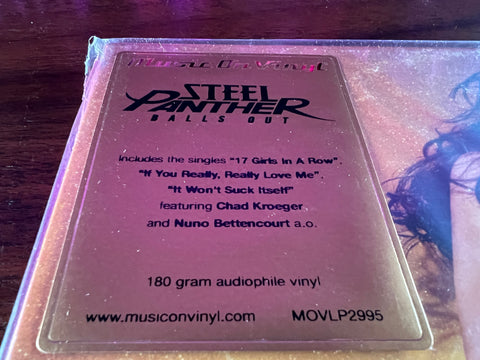 Music On Vinyl
STEEL
PANTHER
BALLS OUT
Includes the singles "17 Girls In A Row",
"If You Really, Really Love Me",
"It Won't Suck Itself"
featuring Chad Kroeger
and Nuno Bettencourt a.o.
180 gram audiophile vinyl
www.musiconvinyl.com MOVLP2995